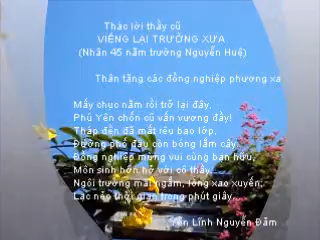 Thác lời thầy cũ
VIẾNG LẠI TRƯỜNG XƯA
(Nhân 45 năm trường Nguyễn Huệ)
Thân tặng các đồng nghiệp phương xa
Mấy chục năm rồi trở lại đây,
Phú Yên chốn cũ vẫn vương đầy!
Tháp đền đã mất rêu bao lớp,
Đường phố đâu còn bóng lắm cây.
Đồng nghiệp mừng vui cùng bạn hữu,
Môn sinh hớn hở với cô thầy.
Ngôi trường mải ngắm, lòng xao xuyến,
Lạc nẻo thời gian trong phút giây...
Yên Linh Nguyễn Đãm